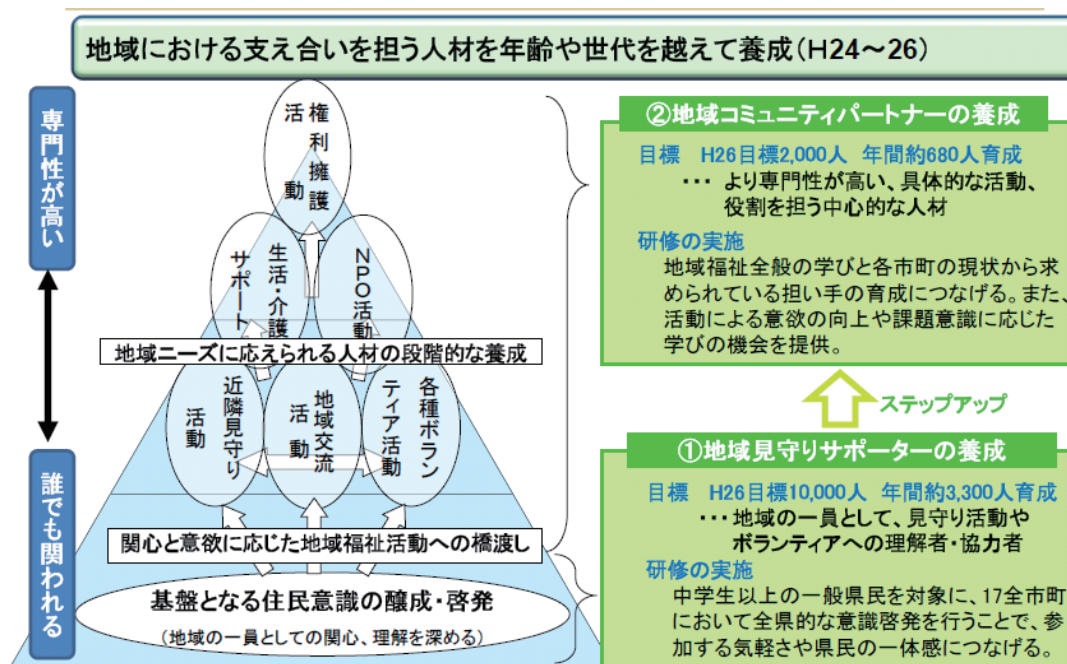 地域における支え合いを担う人材を年齢や世代を越えて養成(H24～26)
専門性が高い
誰でも関われる
権利擁護
活動
生活・介護
サポート
NPO活動
地域ニーズに応えられる人材の段階的な養成
近隣見守り
活動
地域交流
活動
各種ボラン
ティア活動
関心と意欲に応じた地域福祉活動への橋渡し
基盤となる住民意識の醸成・啓発
(地域の一員としての関心、理解を深める)
②地域コミュニティパートナーの養成
目標 H26目標2,000人 年間約680人育成
･･･ より専門性が高い、具体的な活動、
役割を担う中心的な人材
研修の実施
地域福祉全般の学びと各市町の現状から求
められている担い手の育成につなげる。また、
活動による意欲の向上や課題意識に応じた
学びの機会を提供。
ステップアップ
①地域見守りサポーターの養成
目標 H26目標10,000人 年間約3,300人育成
･･･地域の一員として、見守り活動や
ボランティアへの理解者・協力者
研修の実施
中学生以上の一般県民を対象に、17全市町
において全県的な意識啓発を行うことで、参
加する気軽さや県民の一体感につなげる。